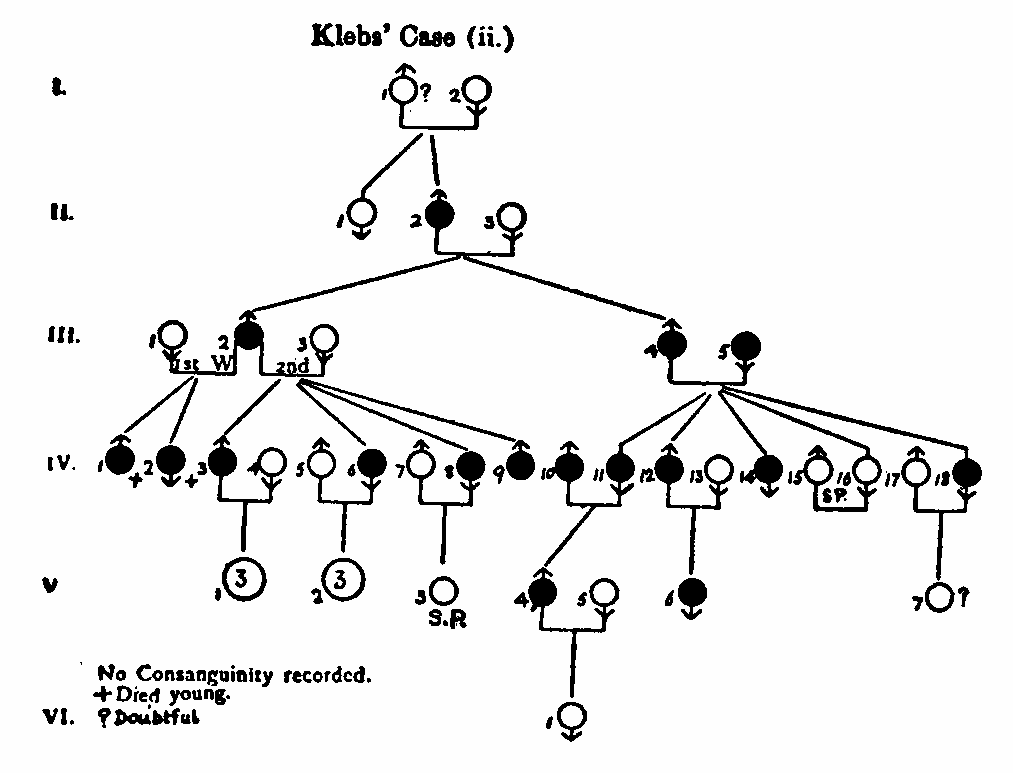 Klebs' Case (ii.)
I. 1 ? 2
II. 1 2 3
III. 1 2 3 4 5
1st W 2nd
IV. 1 +2 +3 4 5 6 7 8 9 10 11 12 13 14 15 16 17 18
S.P.
V 1 3 2 3 3 4 5 6 7 ?
S.P.
No Consanguinity recorded.
+ Died young.
VI. ? Doubtful 1